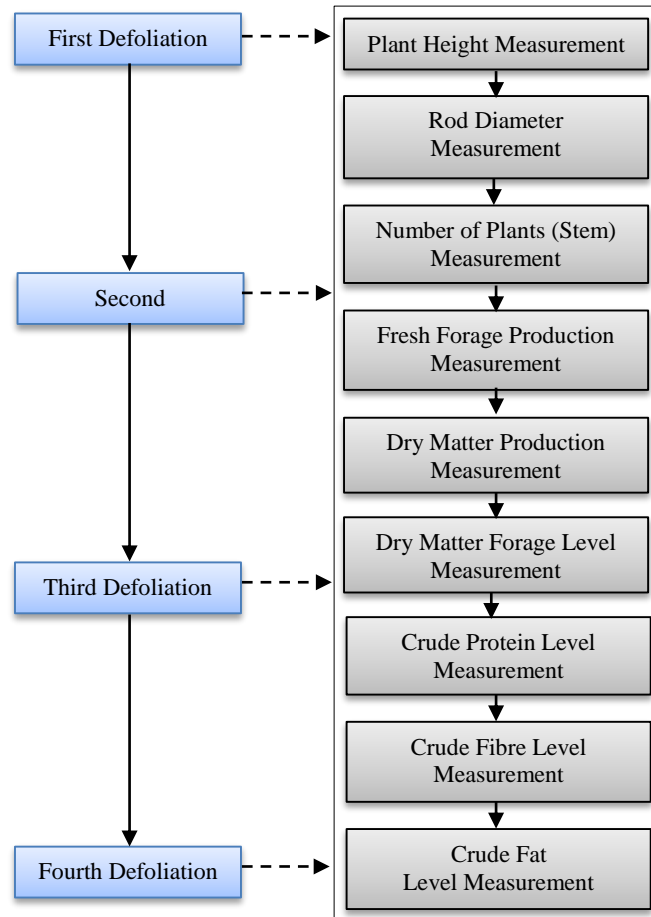 First Defoliation
Plant Height Measurement
Rod Diameter
Measurement
Number of Plants (Stem)
Measurement
Second
Fresh Forage Production
Measurement
Dry Matter Production
Measurement
Dry Matter Forage Level
Measurement
Third Defoliation
Crude Protein Level
Measurement
Crude Fibre Level
Measurement
Fourth Defoliation
Crude Fat
Level Measurement